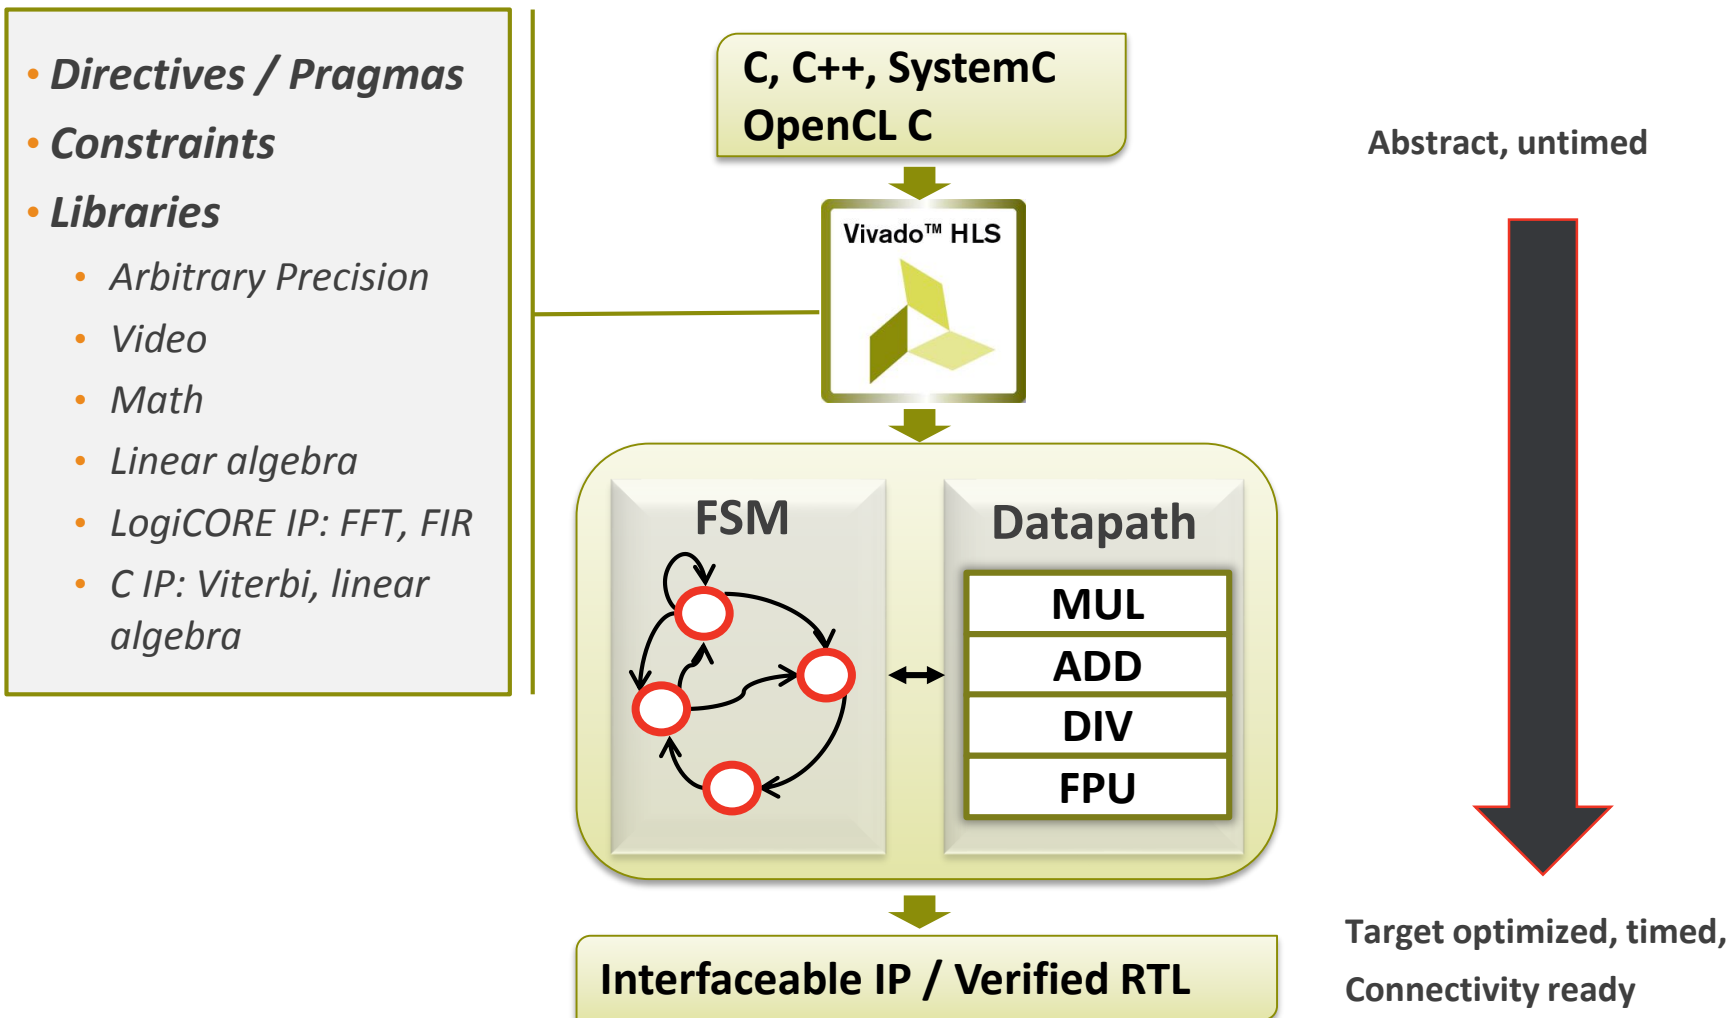 • Directives / Pragmas
• Constraints
• Libraries
• Arbitrary Precision
• Video
• Math
• Linear algebra
• LogiCORE IP: FFT, FIR
• C IP: Viterbi, linear
algebra
C, C++, SystemC
OpenCL C
Vivado™ HLS
FSM
Datapath
MUL
ADD
DIV
FPU
Interfaceable IP / Verified RTL
Abstract, untimed
Target optimized, timed,
Connectivity ready